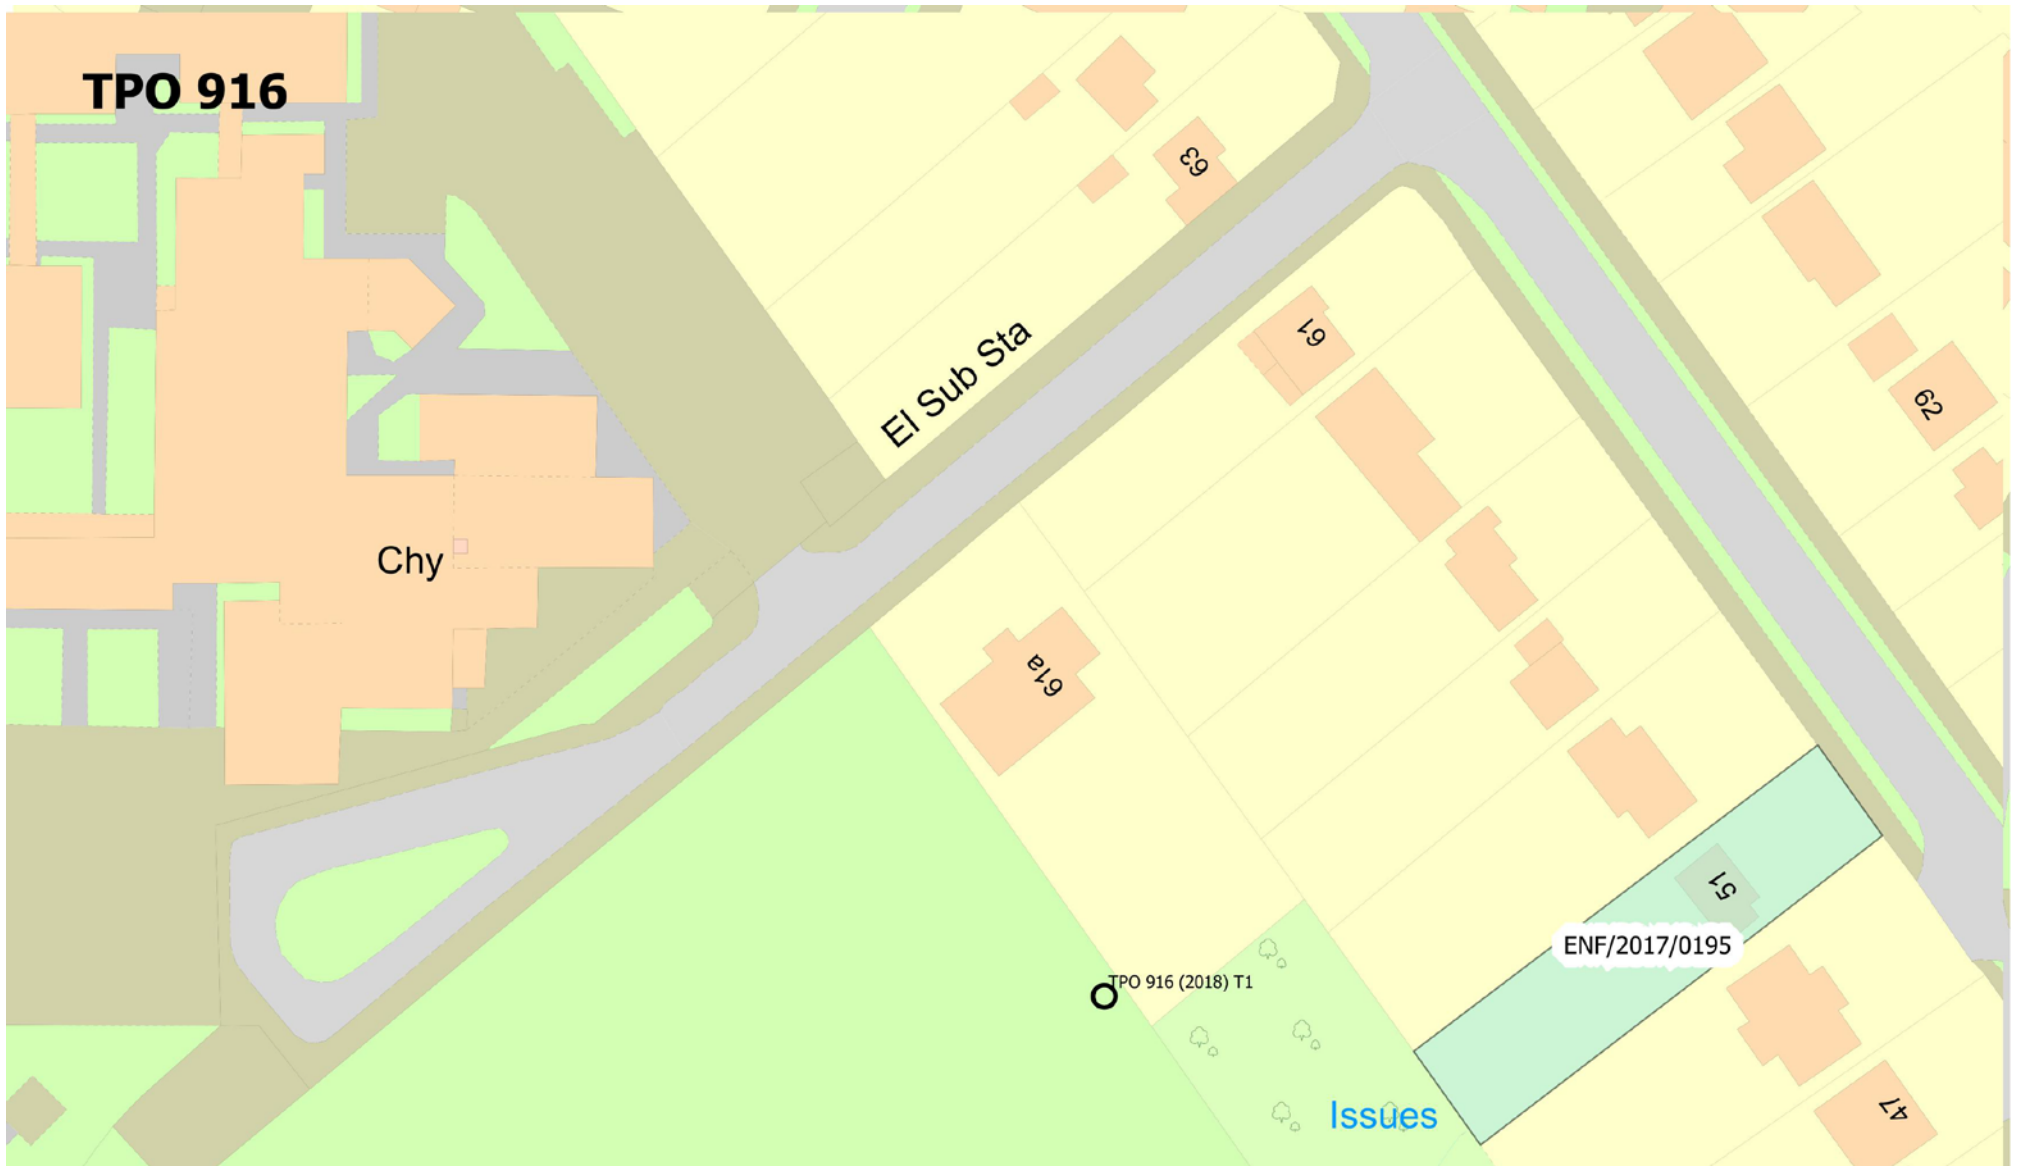 TPO 916
63
El Sub Sta
61
62
Chy
61a
51
ENF/2017/0195
TPO 916 (2018) T1
Issues
47